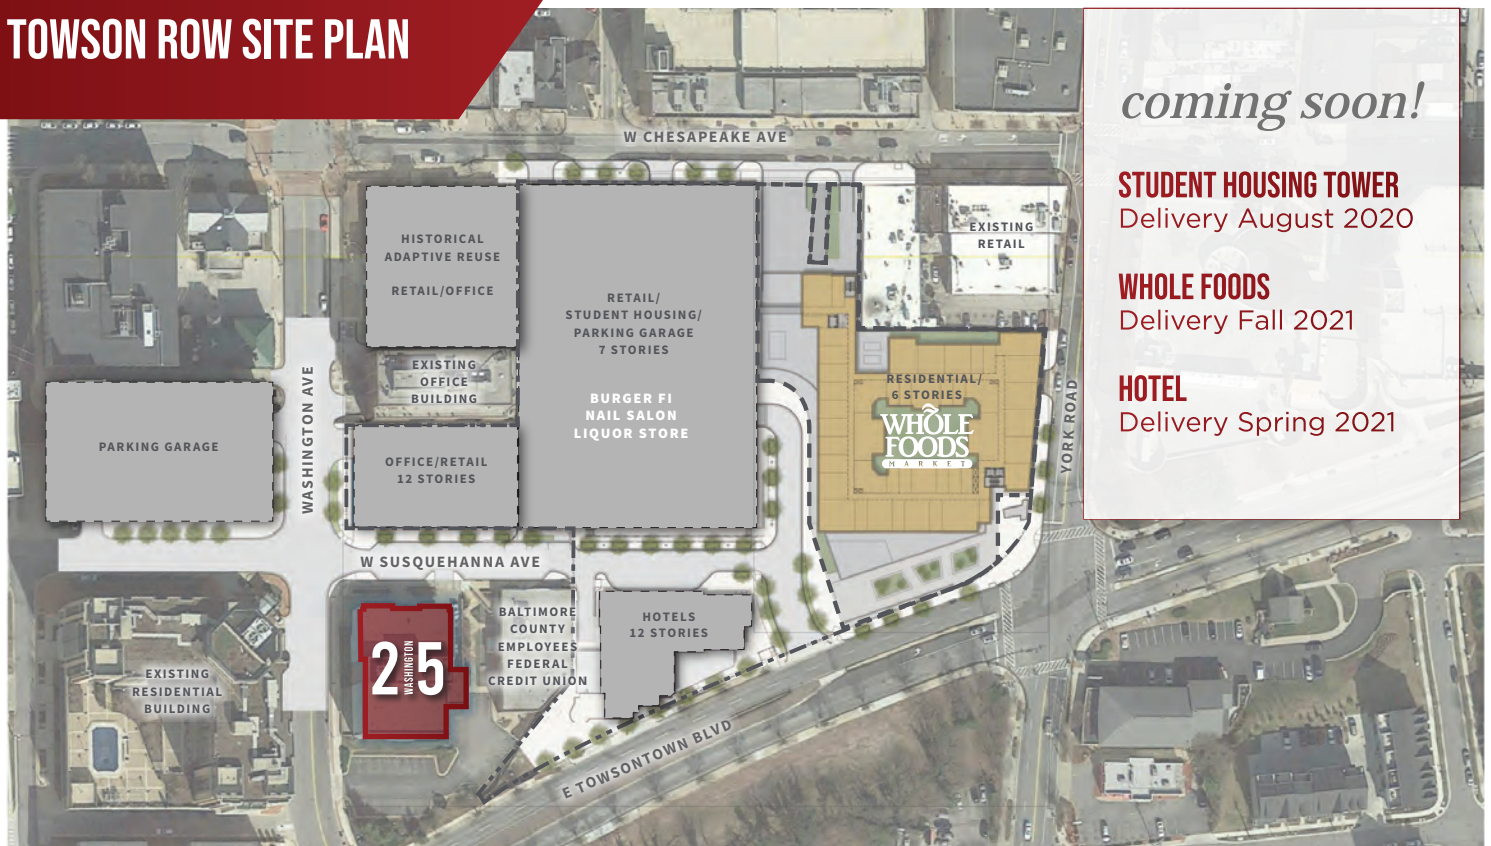 TOWSON ROW SITE PLAN
coming soon!
STUDENT HOUSING TOWER
Delivery August 2020
WHOLE FOODS
Delivery Fall 2021
HOTEL
Delivery Spring 2021
W CHESAPEAKE AVE
HISTORICAL
ADAPTIVE REUSE
RETAIL/OFFICE
RETAIL/
STUDENT HOUSING/
PARKING GARAGE
7 STORIES
BURGER FI
NAIL SALON
LIQUOR STORE
EXISTING
RETAIL
EXISTING
OFFICE
BUILDING
RESIDENTIAL/
6 STORIES
WHOLE
FOODS
MARKET
PARKING GARAGE
WASHINGTON AVE
OFFICE/RETAIL
12 STORIES
YORK ROAD
W SUSQUEHANNA AVE
25
WASHINGTON
BALTIMORE
COUNTY
EMPLOYEES
FEDERAL
CREDIT UNION
HOTELS
12 STORIES
EXISTING
RESIDENTIAL
BUILDING
E TOWSONTOWN BLVD